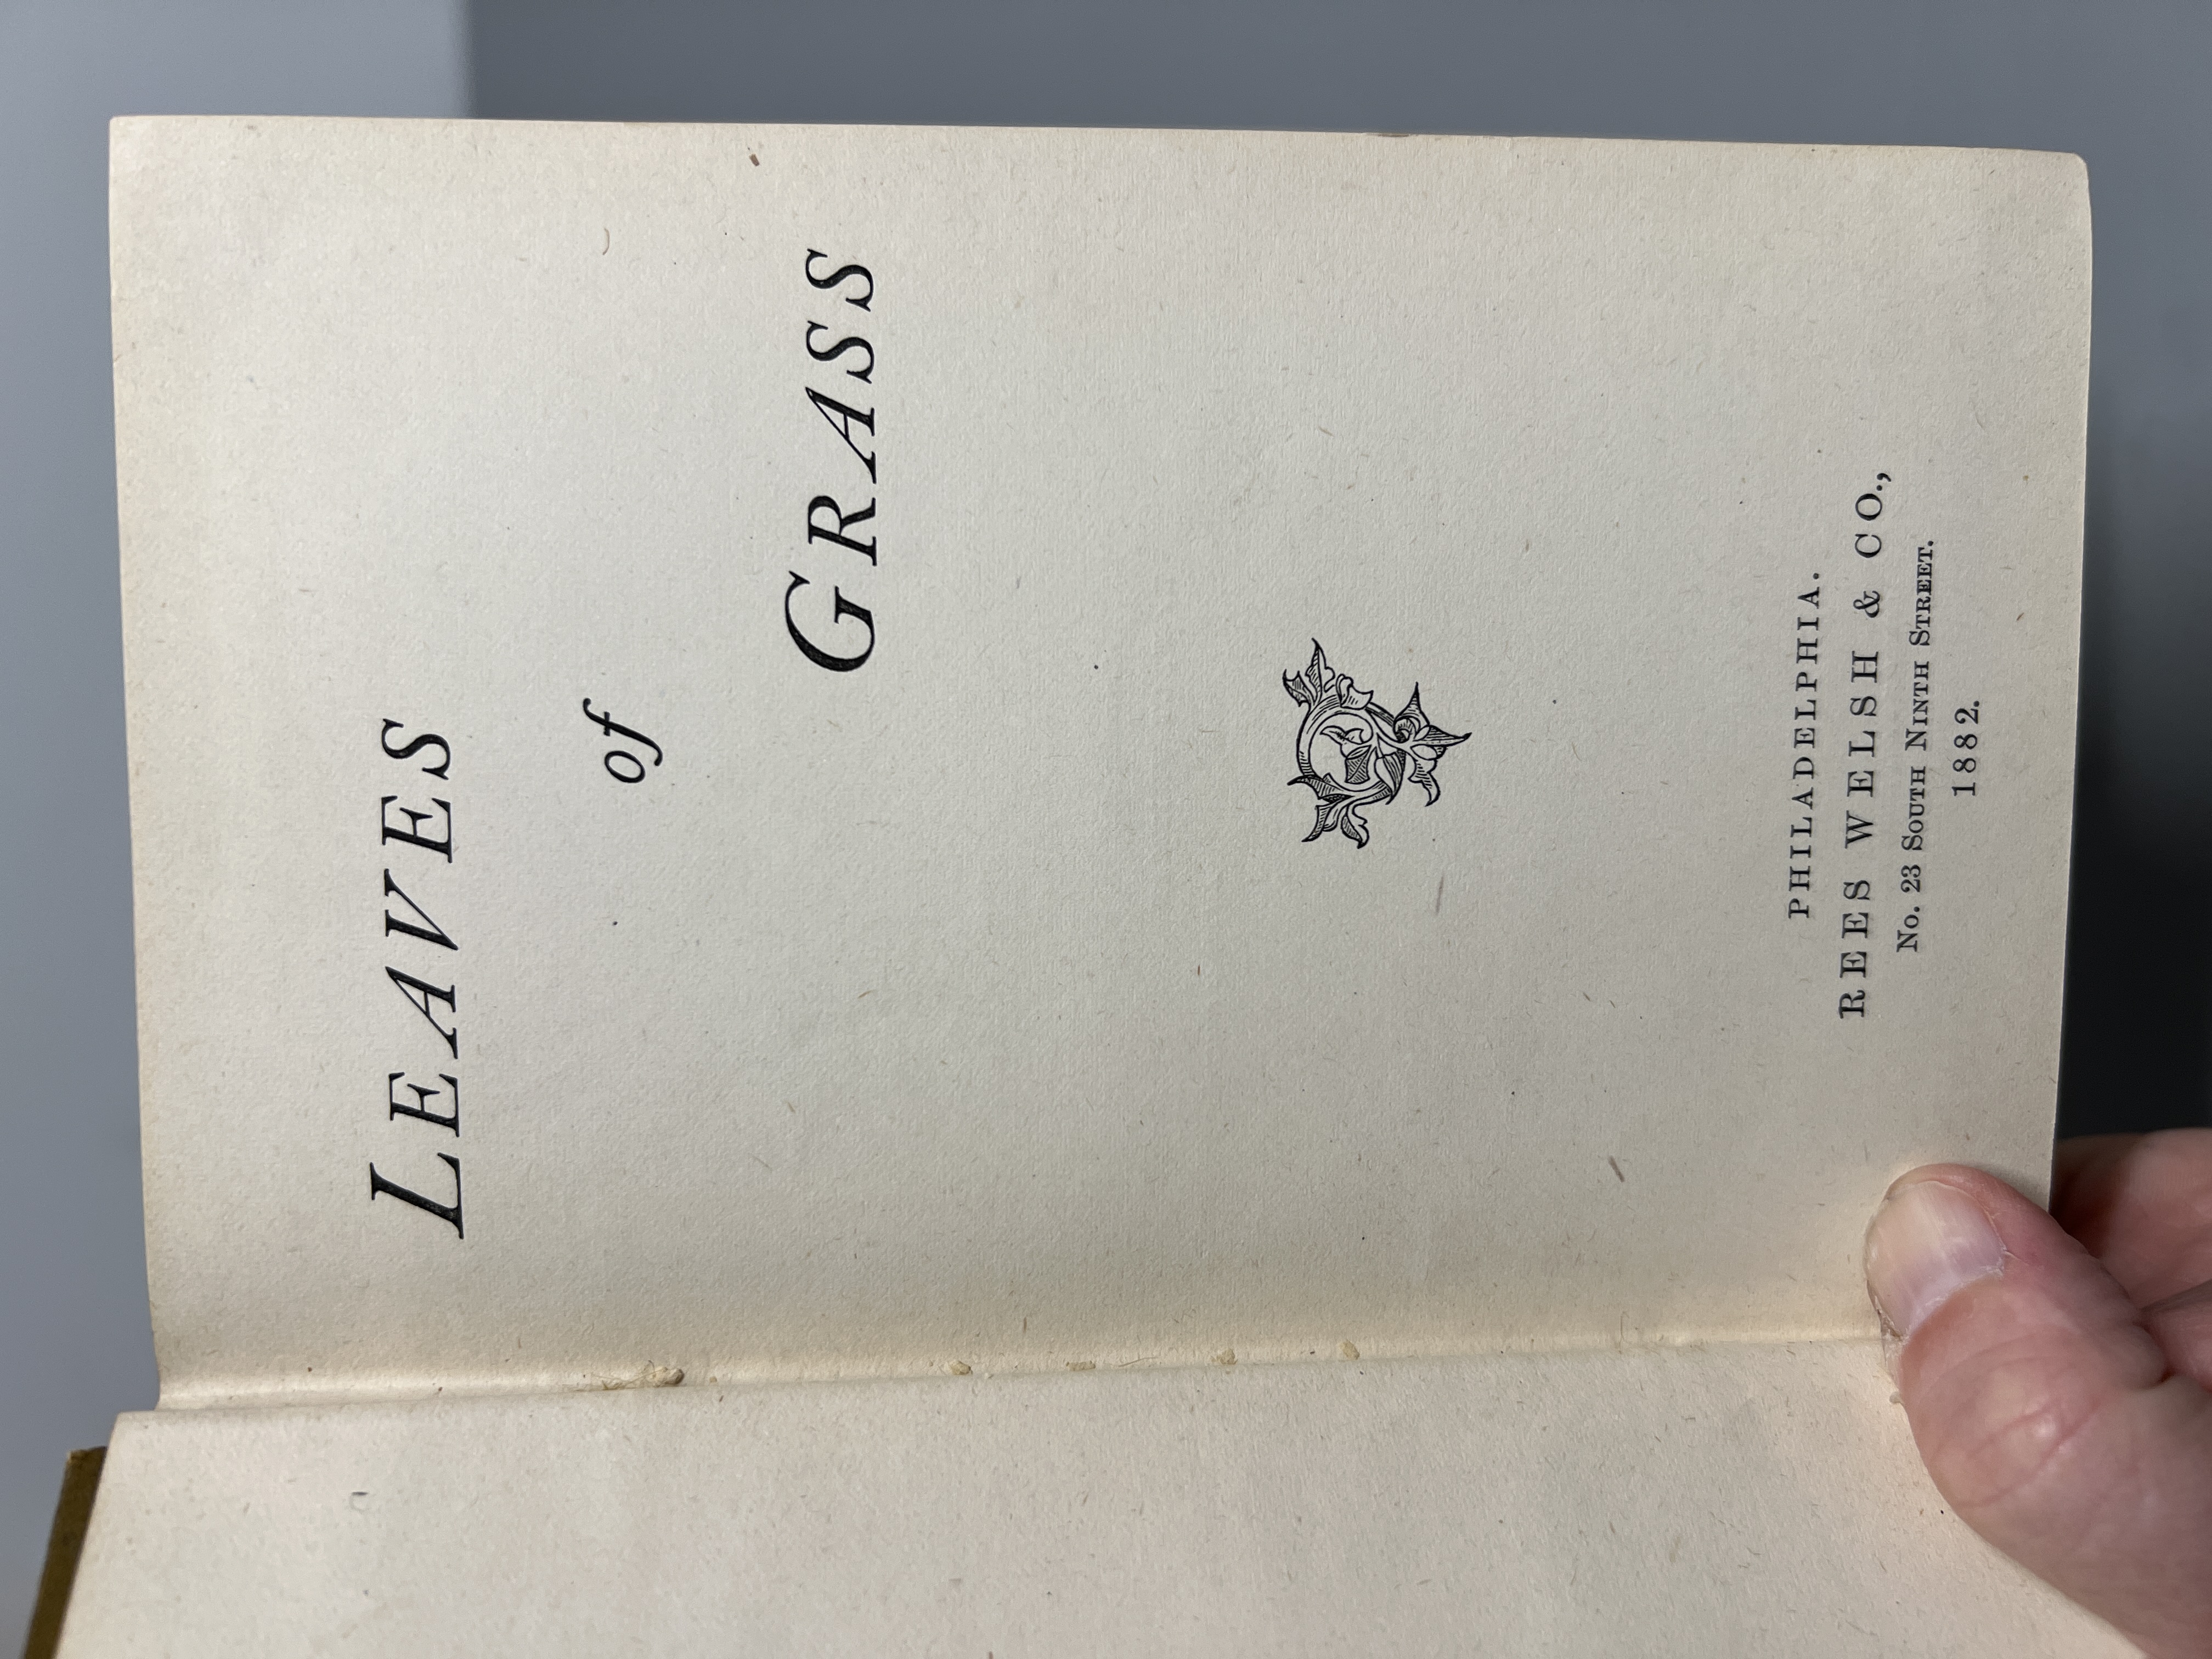 LEAVES
of
GRASS
PHILADELPHIA.
REES WELSH & CO.,
No. 23 SOUTH NINTH STREET.
1882.